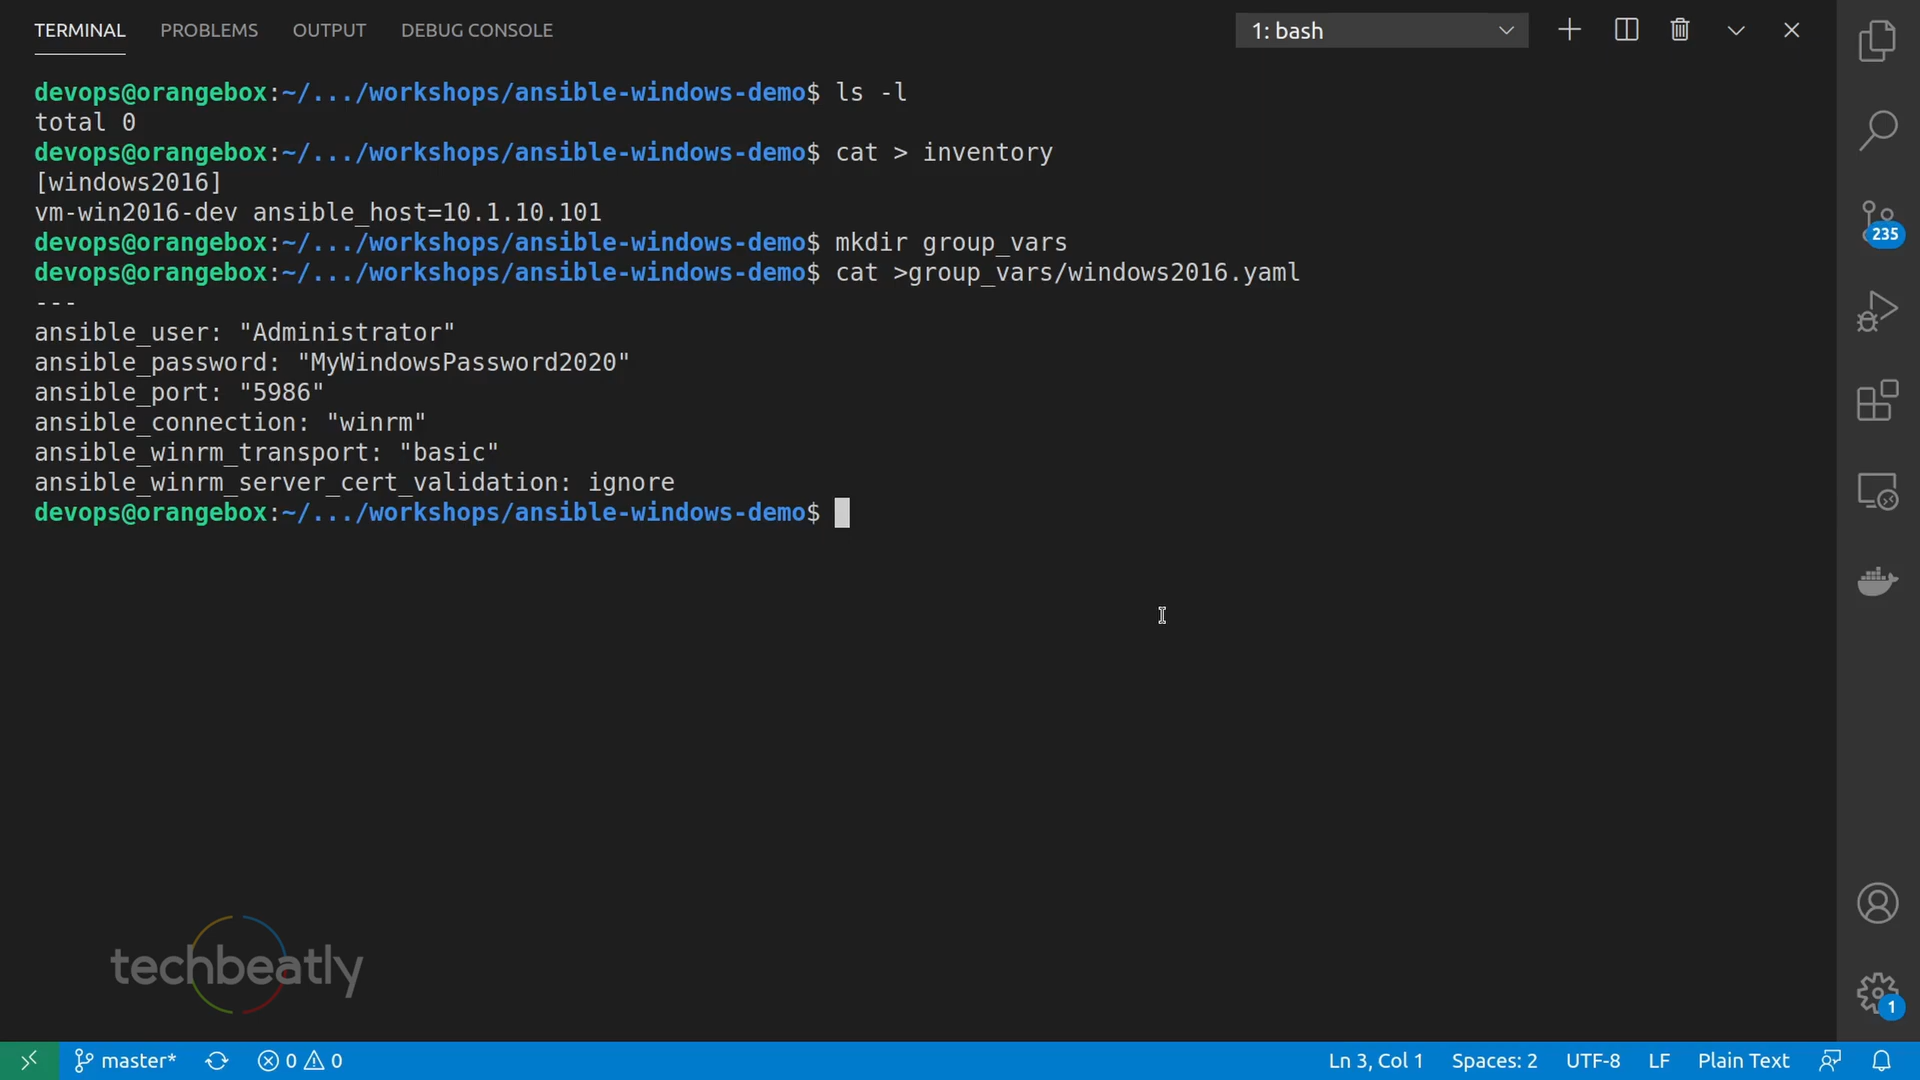 TERMINAL PROBLEMS OUTPUT DEBUG CONSOLE 1: bash
devops@orangebox:~/.../workshops/ansible-windows-demo$ ls -l
total 0
devops@orangebox:~/.../workshops/ansible-windows-demo$ cat > inventory
[windows2016]
vm-win2016-dev ansible_host=10.1.10.101
devops@orangebox:~/.../workshops/ansible-windows-demo$ mkdir group_vars
devops@orangebox:~/.../workshops/ansible-windows-demo$ cat >group_vars/windows2016.yaml
---
ansible_user: "Administrator"
ansible_password: "MyWindowsPassword2020"
ansible_port: "5986"
ansible_connection: "winrm"
ansible_winrm_transport: "basic"
ansible_winrm_server_cert_validation: ignore
devops@orangebox:~/.../workshops/ansible-windows-demo$
235
techbeatly
1
master* 0 0 Ln 3, Col 1 Spaces: 2 UTF-8 LF Plain Text